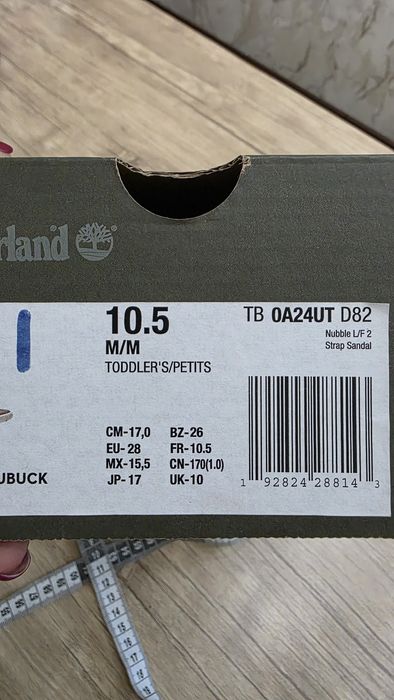 rland
10.5
M/M
TODDLER'S/PETITS
TB 0A24UT D82
Nubble L/F 2
Strap Sandal
CM-17,0 BZ-26
EU-28 FR-10.5
MX-15,5 CN-170(1.0)
JP-17 UK-10
UBUCK
1 92824 28814 3